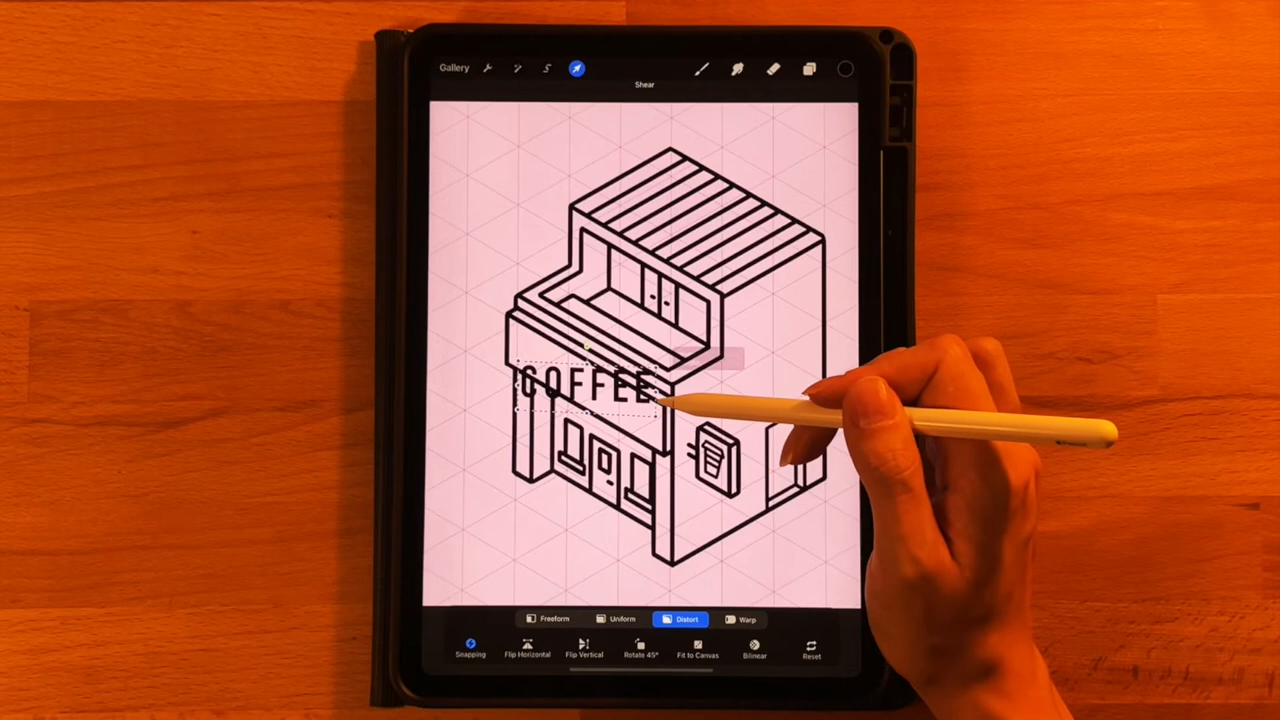 Gallery
Shear
COFFEE
Freeform Uniform Distort Warp
Snapping Flip Horizontal Flip Vertical Rotate 45° Fit to Canvas Bilinear Reset